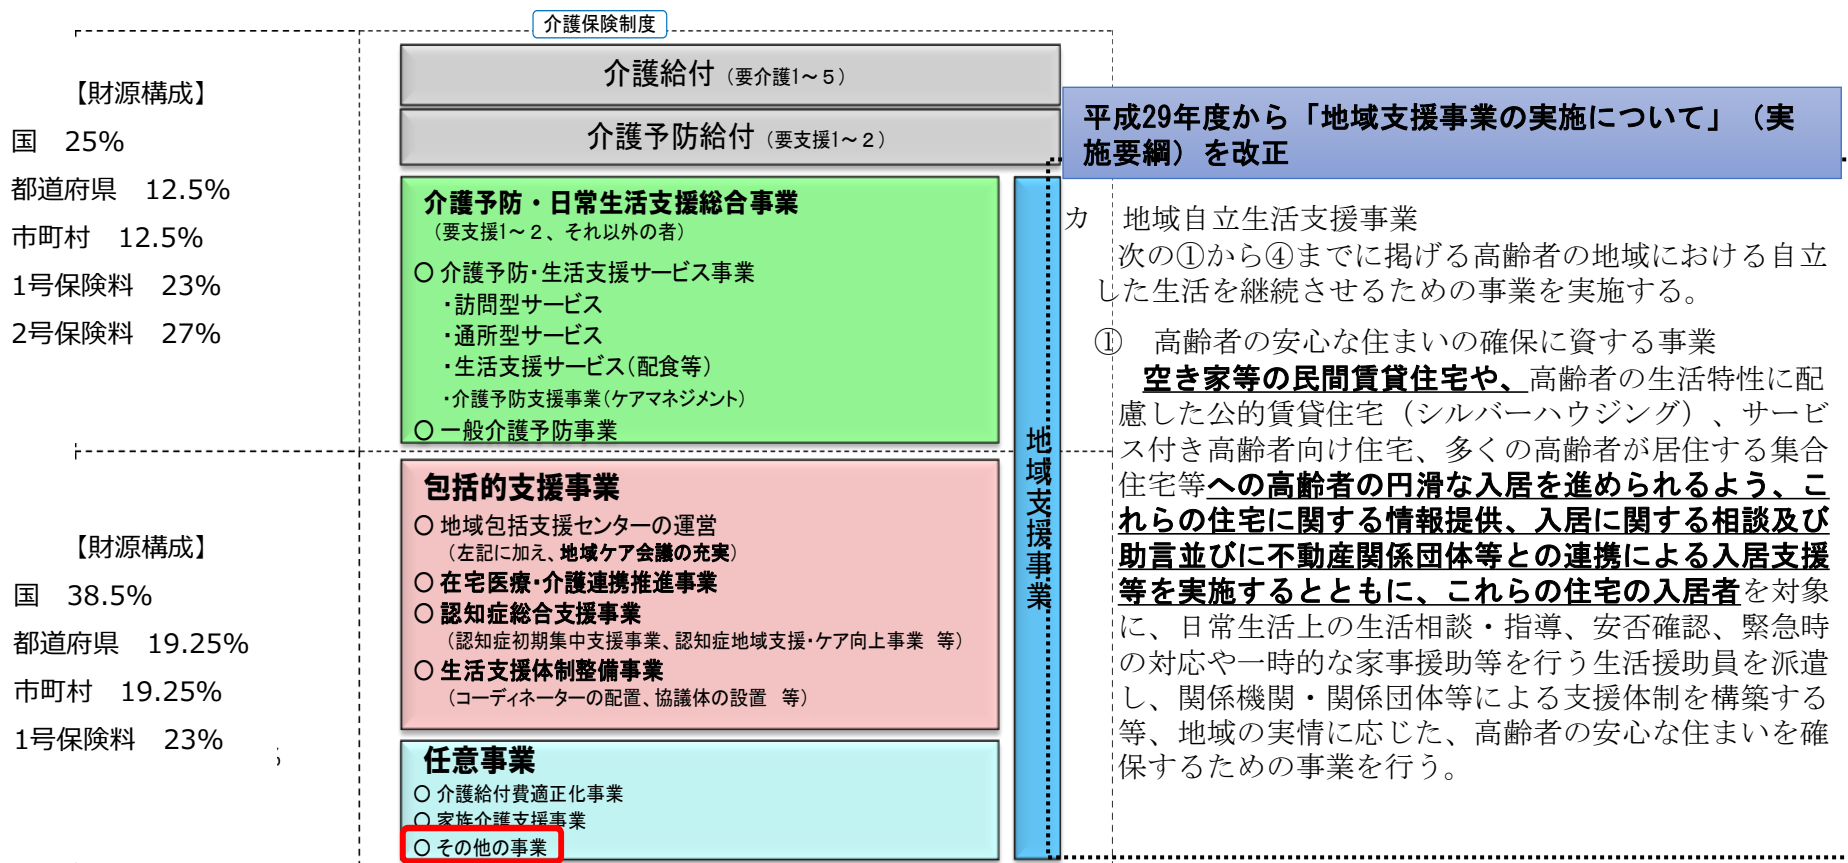 介護保険制度
【財源構成】
国　25%
都道府県　12.5%
市町村　12.5%
1号保険料　23%
2号保険料　27%
介護給付（要介護1～５）
介護予防給付（要支援1～２）
介護予防・日常生活支援総合事業
（要支援1～２、それ以外の者）
○ 介護予防・生活支援サービス事業
・訪問型サービス
・通所型サービス
・生活支援サービス（配食等）
・介護予防支援事業（ケアマネジメント）
○ 一般介護予防事業
【財源構成】
国　38.5%
都道府県　19.25%
市町村　19.25%
1号保険料　23%
包括的支援事業
○ 地域包括支援センターの運営
（左記に加え、地域ケア会議の充実）
○ 在宅医療・介護連携推進事業
○ 認知症総合支援事業
（認知症初期集中支援事業、認知症地域支援・ケア向上事業　等）
○ 生活支援体制整備事業
（コーディネーターの配置、協議体の設置　等）
任意事業
○ 介護給付費適正化事業
○ 家族介護支援事業
○ その他の事業
地域支援事業
平成29年度から「地域支援事業の実施について」（実
施要綱）を改正
カ　地域自立生活支援事業
次の①から④までに掲げる高齢者の地域における自立
した生活を継続させるための事業を実施する。
①　高齢者の安心な住まいの確保に資する事業
空き家等の民間賃貸住宅や、高齢者の生活特性に配
慮した公的賃貸住宅（シルバーハウジング）、サービ
ス付き高齢者向け住宅、多くの高齢者が居住する集合
住宅等への高齢者の円滑な入居を進められるよう、こ
れらの住宅に関する情報提供、入居に関する相談及び
助言並びに不動産関係団体等との連携による入居支援
等を実施するとともに、これらの住宅の入居者を対象
に、日常生活上の生活相談・指導、安否確認、緊急時
の対応や一時的な家事援助等を行う生活援助員を派遣
し、関係機関・関係団体等による支援体制を構築する
等、地域の実情に応じた、高齢者の安心な住まいを確
保するための事業を行う。